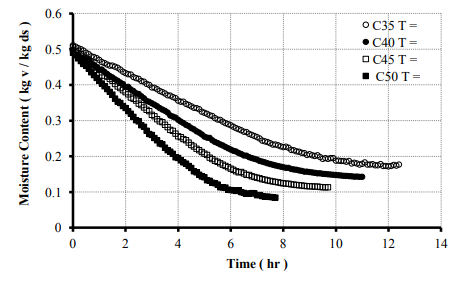 0.6
0.5
0.4
0.3
0.2
0.1
0
0 2 4 6 8 10 12 14
Moisture Content ( kg v / kg ds )
Time ( hr )
C35 T =
C40 T =
C45 T =
C50 T =